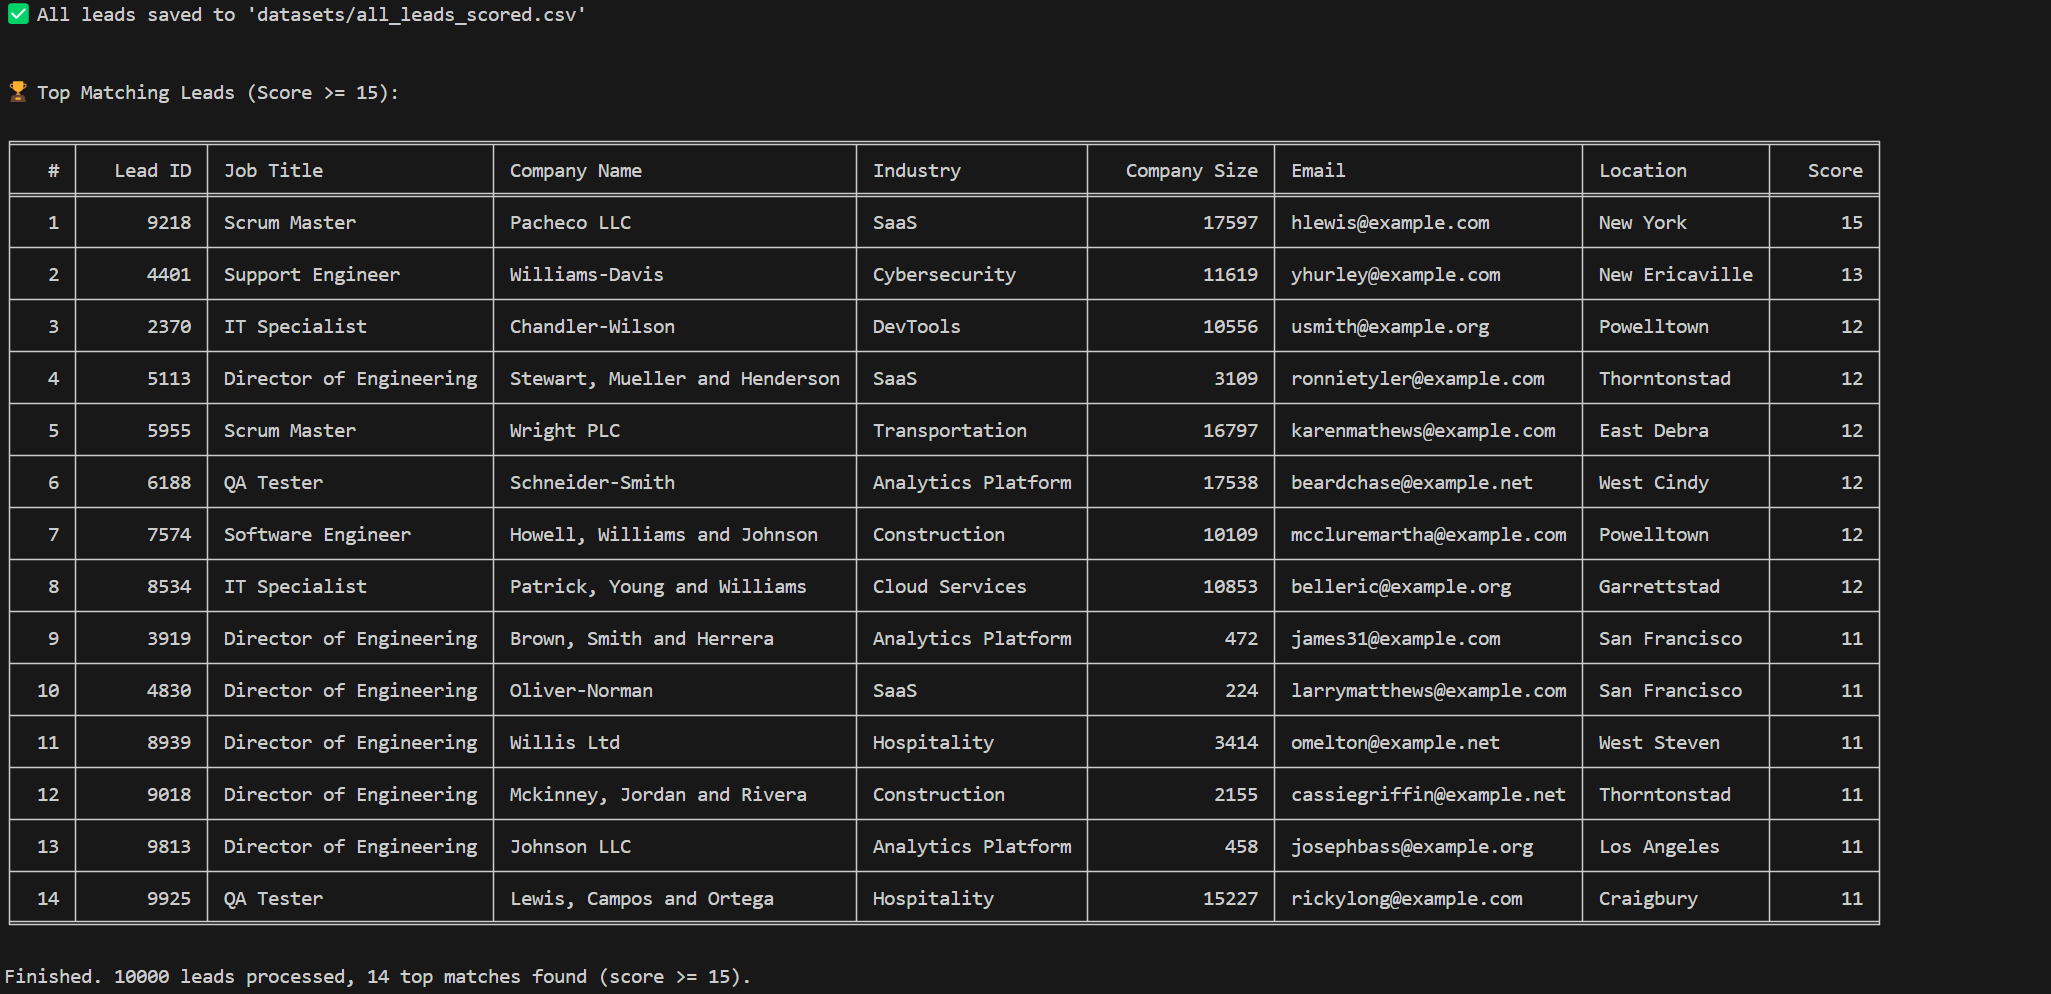 ✅ All leads saved to 'datasets/all_leads_scored.csv'
🏆 Top Matching Leads (Score >= 15):
# Lead ID Job Title Company Name Industry Company Size Email Location Score
1 9218 Scrum Master Pacheco LLC SaaS 17597 hlewis@example.com New York 15
2 4401 Support Engineer Williams-Davis Cybersecurity 11619 yhurley@example.com New Ericaville 13
3 2370 IT Specialist Chandler-Wilson DevTools 10556 usmith@example.org Powelltown 12
4 5113 Director of Engineering Stewart, Mueller and Henderson SaaS 3109 ronnietyler@example.com Thorntonstad 12
5 5955 Scrum Master Wright PLC Transportation 16797 karenmathews@example.com East Debra 12
6 6188 QA Tester Schneider-Smith Analytics Platform 17538 beardchase@example.net West Cindy 12
7 7574 Software Engineer Howell, Williams and Johnson Construction 10109 mccluremartha@example.com Powelltown 12
8 8534 IT Specialist Patrick, Young and Williams Cloud Services 10853 belleric@example.org Garrettstad 12
9 3919 Director of Engineering Brown, Smith and Herrera Analytics Platform 472 james31@example.com San Francisco 11
10 4830 Director of Engineering Oliver-Norman SaaS 224 larrymatthews@example.com San Francisco 11
11 8939 Director of Engineering Willis Ltd Hospitality 3414 omelton@example.net West Steven 11
12 9018 Director of Engineering Mckinney, Jordan and Rivera Construction 2155 cassiegriffin@example.net Thorntonstad 11
13 9813 Director of Engineering Johnson LLC Analytics Platform 458 josephbass@example.org Los Angeles 11
14 9925 QA Tester Lewis, Campos and Ortega Hospitality 15227 rickylong@example.com Craigbury 11
Finished. 10000 leads processed, 14 top matches found (score >= 15).